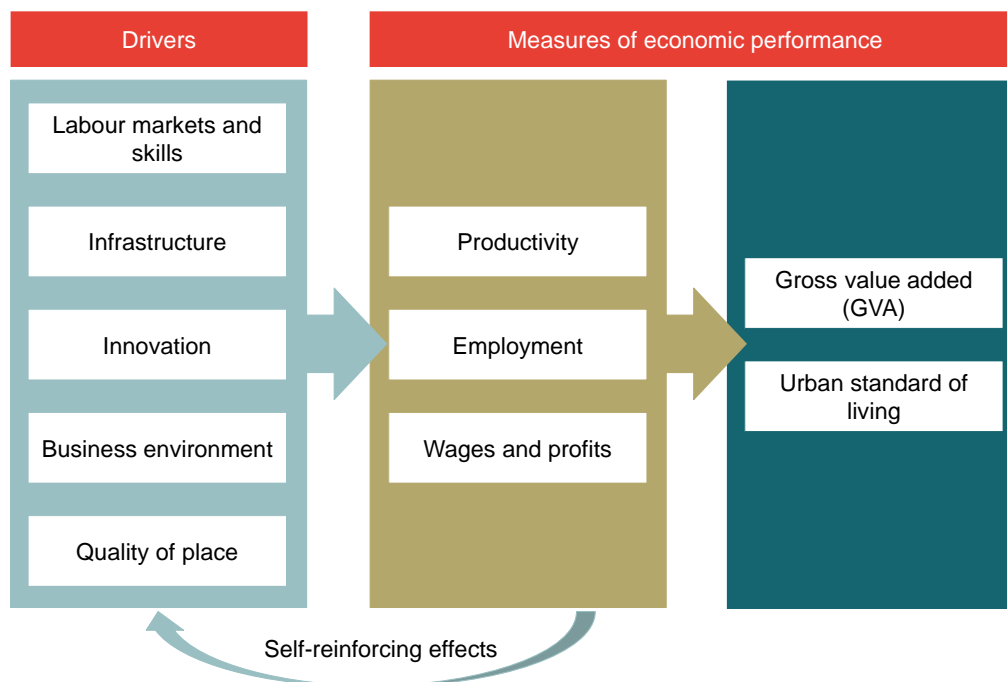 Drivers
Measures of economic performance
Labour markets and
skills
Infrastructure
Innovation
Business environment
Quality of place
Productivity
Employment
Wages and profits
Gross value added
(GVA)
Urban standard of
living
Self-reinforcing effects